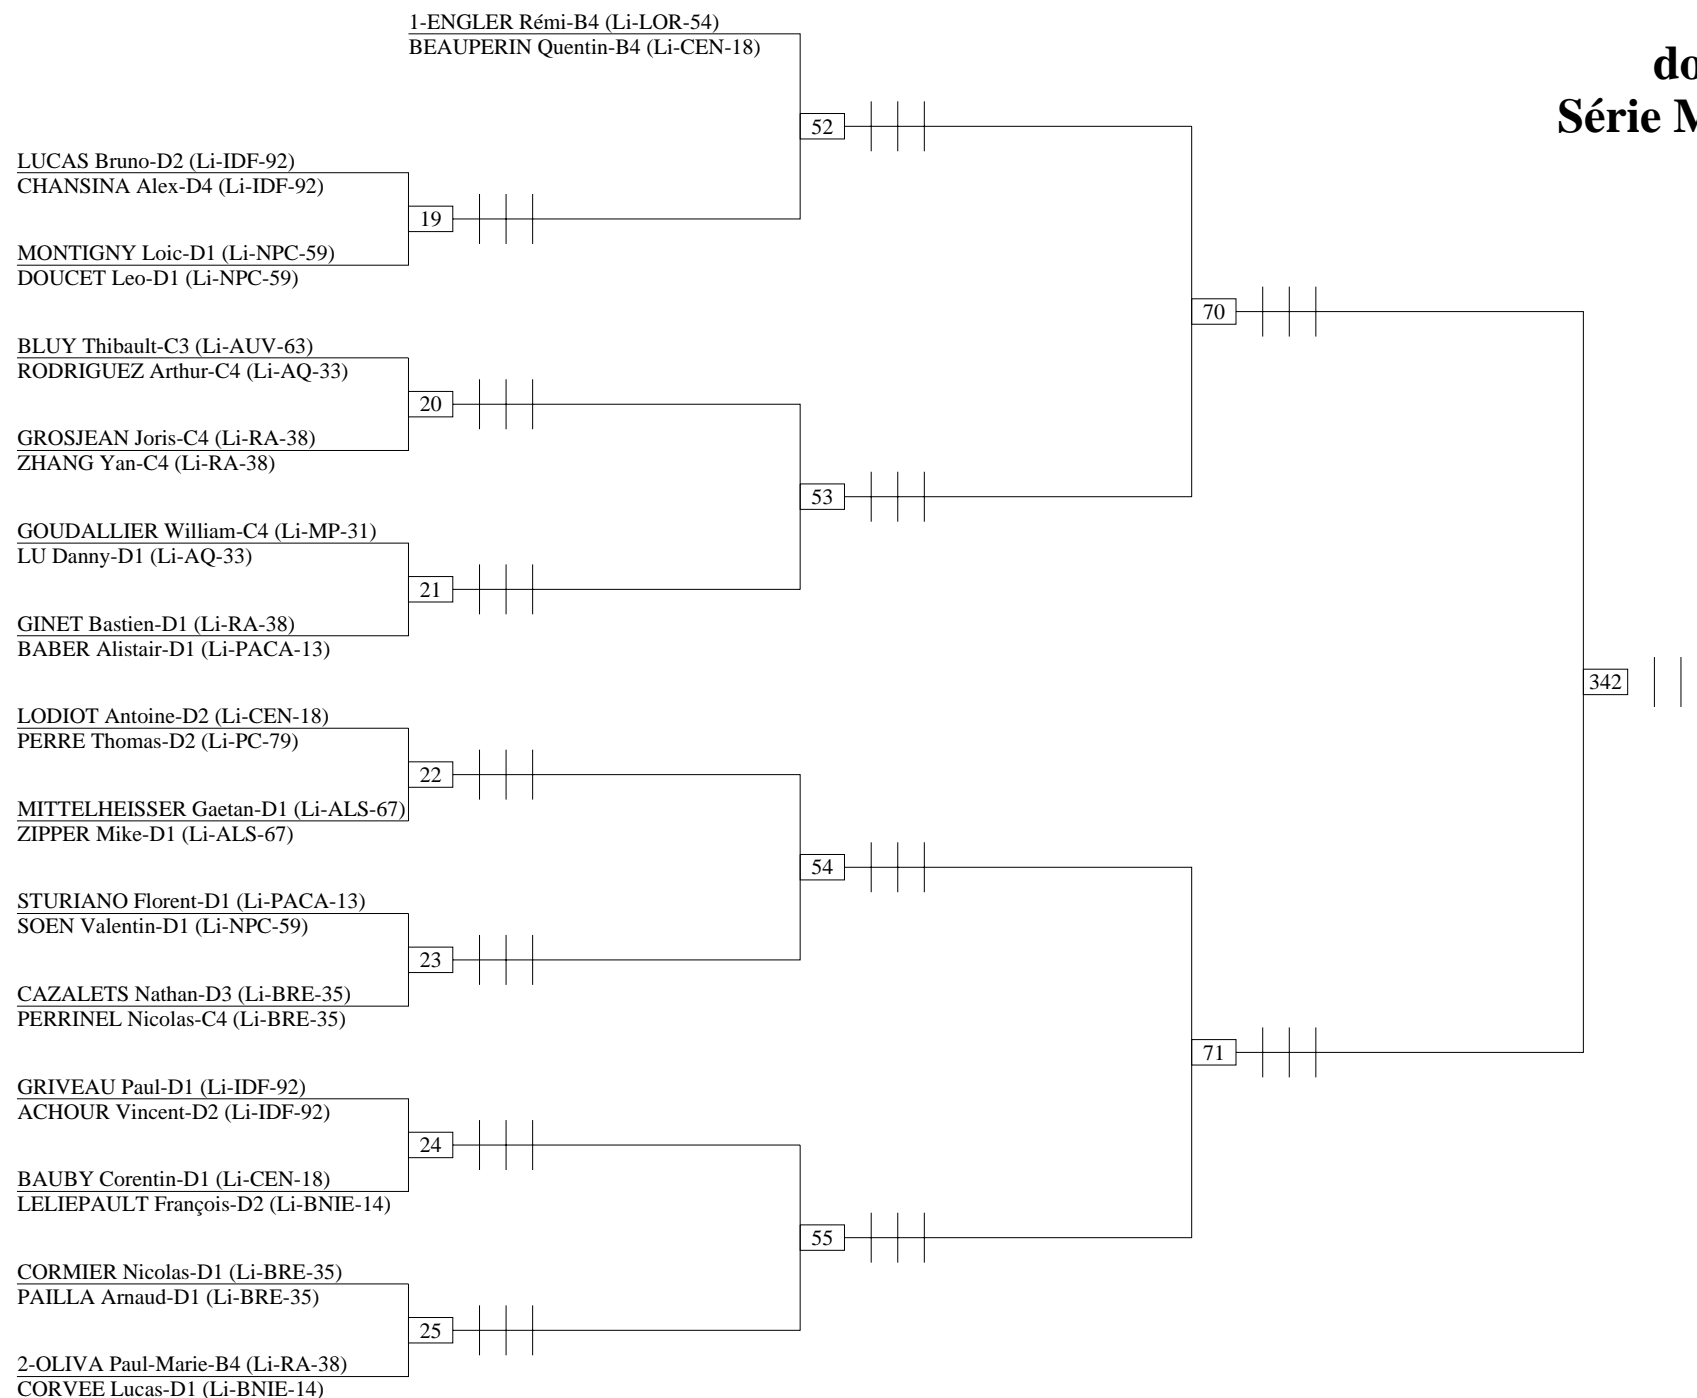 1-ENGLER Rémi-B4 (Li-LOR-54)
BEAUPERIN Quentin-B4 (Li-CEN-18)
do
Série M
52
LUCAS Bruno-D2 (Li-IDF-92)
CHANSINA Alex-D4 (Li-IDF-92)
19
MONTIGNY Loic-D1 (Li-NPC-59)
DOUCET Leo-D1 (Li-NPC-59)
70
BLUY Thibault-C3 (Li-AUV-63)
RODRIGUEZ Arthur-C4 (Li-AQ-33)
20
GROSJEAN Joris-C4 (Li-RA-38)
ZHANG Yan-C4 (Li-RA-38)
53
GOUDALLIER William-C4 (Li-MP-31)
LU Danny-D1 (Li-AQ-33)
21
GINET Bastien-D1 (Li-RA-38)
BABER Alistair-D1 (Li-PACA-13)
342
LODIOT Antoine-D2 (Li-CEN-18)
PERRE Thomas-D2 (Li-PC-79)
22
MITTELHEISSER Gaetan-D1 (Li-ALS-67)
ZIPPER Mike-D1 (Li-ALS-67)
54
STURIANO Florent-D1 (Li-PACA-13)
SOEN Valentin-D1 (Li-NPC-59)
23
CAZALETS Nathan-D3 (Li-BRE-35)
PERRINEL Nicolas-C4 (Li-BRE-35)
71
GRIVEAU Paul-D1 (Li-IDF-92)
ACHOUR Vincent-D2 (Li-IDF-92)
24
BAUBY Corentin-D1 (Li-CEN-18)
LELIEPAULT François-D2 (Li-BNIE-14)
55
CORMIER Nicolas-D1 (Li-BRE-35)
PAILLA Arnaud-D1 (Li-BRE-35)
25
2-OLIVA Paul-Marie-B4 (Li-RA-38)
CORVEE Lucas-D1 (Li-BNIE-14)